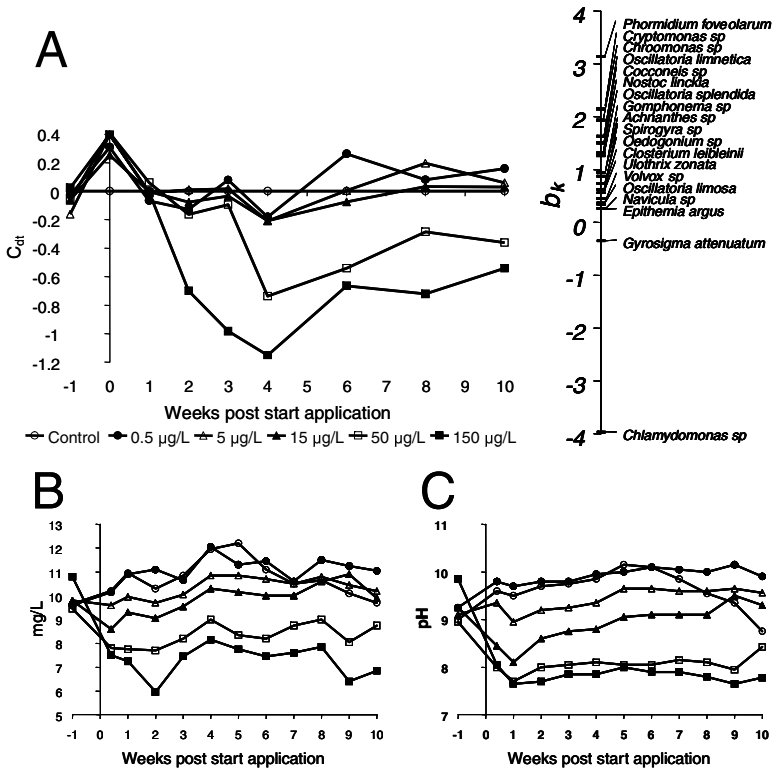 A
0.4
0.2
0
-0.2
-0.4
-0.6
-0.8
-1
-1.2
Cdt
-1 0 1 2 3 4 5 6 7 8 9 10
Weeks post start application
Control 0.5 µg/L 5 µg/L 15 µg/L 50 µg/L 150 µg/L
4
3
2
1
0
-1
-2
-3
-4
bk
Phormidium foveolarum
Cryptomonas sp
Chroomonas sp
Oscillatoria limnetica
Cocconeis sp
Nostoc linckia
Oscillatoria splendida
Gomphonema sp
Achnanthes sp
Spirogyra sp
Oedogonium sp
Closterium leibleinii
Ulothrix zonata
Volvox sp
Oscillatoria limosa
Navicula sp
Epithemia argus
Gyrosigma attenuatum
Chlamydomonas sp
B
13
12
11
10
9
8
7
6
5
mg/L
-1 0 1 2 3 4 5 6 7 8 9 10
Weeks post start application
C
11
10
9
8
7
pH
-1 0 1 2 3 4 5 6 7 8 9 10
Weeks post start application